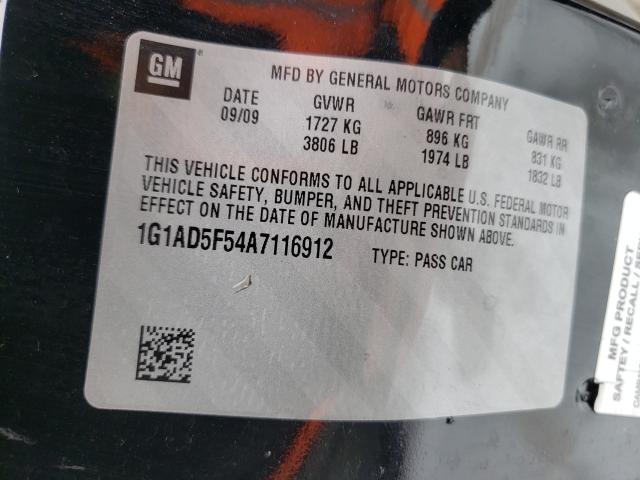 GM
MFD BY GENERAL MOTORS COMPANY
DATE GVWR GAWR FRT GAWR RR
09/09 1727 KG 896 KG 831 KG
3806 LB 1974 LB 1832 LB
THIS VEHICLE CONFORMS TO ALL APPLICABLE U.S. FEDERAL MOTOR
VEHICLE SAFETY, BUMPER, AND THEFT PREVENTION STANDARDS IN
EFFECT ON THE DATE OF MANUFACTURE SHOWN ABOVE.
1G1AD5F54A7116912 TYPE: PASS CAR
MFG PRODUCT
SAFTEY / RECALL /